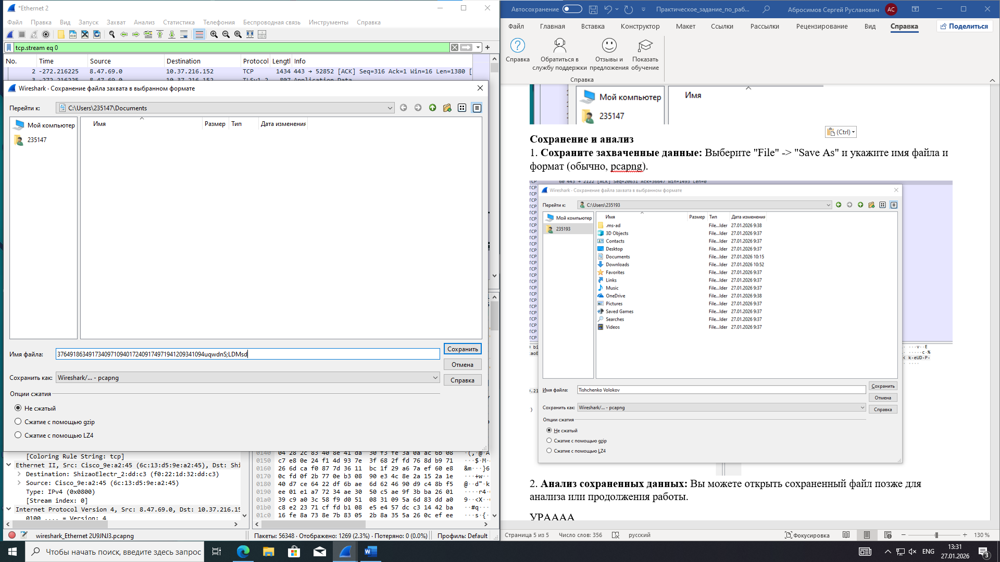 *Ethernet 2
Файл Правка Вид Запуск Захват Анализ Статистика Телефония Беспроводная связь Инструменты Справка
tcp.stream eq 0
No. Time Source Destination Protocol Lengtl Info
2 -272.216225 8.47.69.0 10.37.216.152 TCP 1434 443 → 52852 [ACK] Seq=316 Ack=1 Win=16 Len=1380 [
3 -272.216225 8.47.69.0 10.37.216.152 TLSv1.2 807 Application Data
Wireshark · Сохранение файла захвата в выбранном формате
Перейти к: C:\Users\235147\Documents
Мой компьютер
235147
Имя Размер Тип Дата изменения
Имя файла: 37649186349173409710940172409174971941209341094uqwdnS;LDMsd
Сохранить
Отмена
Сохранить как: Wireshark/... - pcapng
Справка
Опции сжатия
Не сжатый
Сжатие с помощью gzip
Сжатие с помощью LZ4
[Coloring Rule String: tcp]
Ethernet II, Src: Cisco_9e:a2:45 (6c:13:d5:9e:a2:45), Dst: Shi
Destination: ShizaoElectr_2:dd:c3 (f0:22:1d:32:dd:c3)
Source: Cisco_9e:a2:45 (6c:13:d5:9e:a2:45)
Type: IPv4 (0x0800)
[Stream index: 0]
Internet Protocol Version 4, Src: 8.47.69.0, Dst: 10.37.216.15
0100 .... = Version: 4
0140 04 28 2c 83 40 8e 41 da 30 f3 fe 3a 0a ac 6b 08
0150 c7 e8 0e 24 f1 4d 93 7e 3f 68 2f fd 76 8d b9 71
0160 26 6d ca f0 87 7d 36 11 bc 1f 29 a6 7a ef 60 e8
0170 0c fd 0f 2b 77 0e b3 08 90 e3 4c 8e 2a 15 2a 1e
0180 40 d7 ce 64 22 df 6b ae 6d 62 46 90 d9 c4 8b f5
0190 ee 01 e1 a7 72 34 ae 30 50 c5 ae 9f 3b ba 26 01
01a0 39 c9 a0 3c 58 f9 d0 51 08 31 09 5a 6d 83 dd a0
01b0 c8 e2 23 71 cf fd b1 08 e5 e4 57 dc c3 14 42 ba
01c0 16 fe 8a 73 8e 7b 83 05 2b 8a 35 5a 26 0c ef ee
wireshark_Ethernet 2U9JNJ3.pcapng
Пакеты: 56348 · Отображено: 1269 (2.3%) · Потеряно: 0 (0.0%)
Профиль: Default
Автосохранение
Практическое_задание_по_раб...
Абросимов Сергей Русланович
АС
Файл Главная Вставка Конструктор Макет Ссылки Рассылки Рецензирование Вид Справка
Поделиться
Справка
Обратиться в службу поддержки
Отзывы и предложения
Показать обучение
Справка
Мой компьютер
235147
Имя
(Ctrl)
Сохранение и анализ
1. Сохраните захваченные данные: Выберите "File" -> "Save As" и укажите имя файла и
формат (обычно, pcapng).
TCP 60 443 → 2122 [ACK] Seq=20631 Ack=36647 Win=1493 Len=0
Wireshark · Сохранение файла захвата в выбранном формате
Перейти к: C:\Users\235193
Мой компьютер
235193
Имя Размер Тип Дата изменения
.ms-ad File...lder 27.01.2026 9:38
3D Objects File...lder 27.01.2026 9:37
Contacts File...lder 27.01.2026 9:37
Desktop File...lder 27.01.2026 9:37
Documents File...lder 27.01.2026 10:15
Downloads File...lder 27.01.2026 10:52
Favorites File...lder 27.01.2026 9:37
Links File...lder 27.01.2026 9:37
Music File...lder 27.01.2026 9:37
OneDrive File...lder 27.01.2026 9:38
Pictures File...lder 27.01.2026 9:37
Saved Games File...lder 27.01.2026 9:37
Searches File...lder 27.01.2026 9:37
Videos File...lder 27.01.2026 9:37
Имя файла: Tishchenko Volokov
Сохранить
Отмена
Сохранить как: Wireshark/... - pcapng
Справка
Опции сжатия
Не сжатый
Сжатие с помощью gzip
Сжатие с помощью LZ4
2. Анализ сохраненных данных: Вы можете открыть сохраненный файл позже для
анализа или продолжения работы.
УРАААА
Страница 5 из 5 Число слов: 356 русский Фокусировка 130 %
Чтобы начать поиск, введите здесь запрос
ENG
13:31
27.01.2026
3